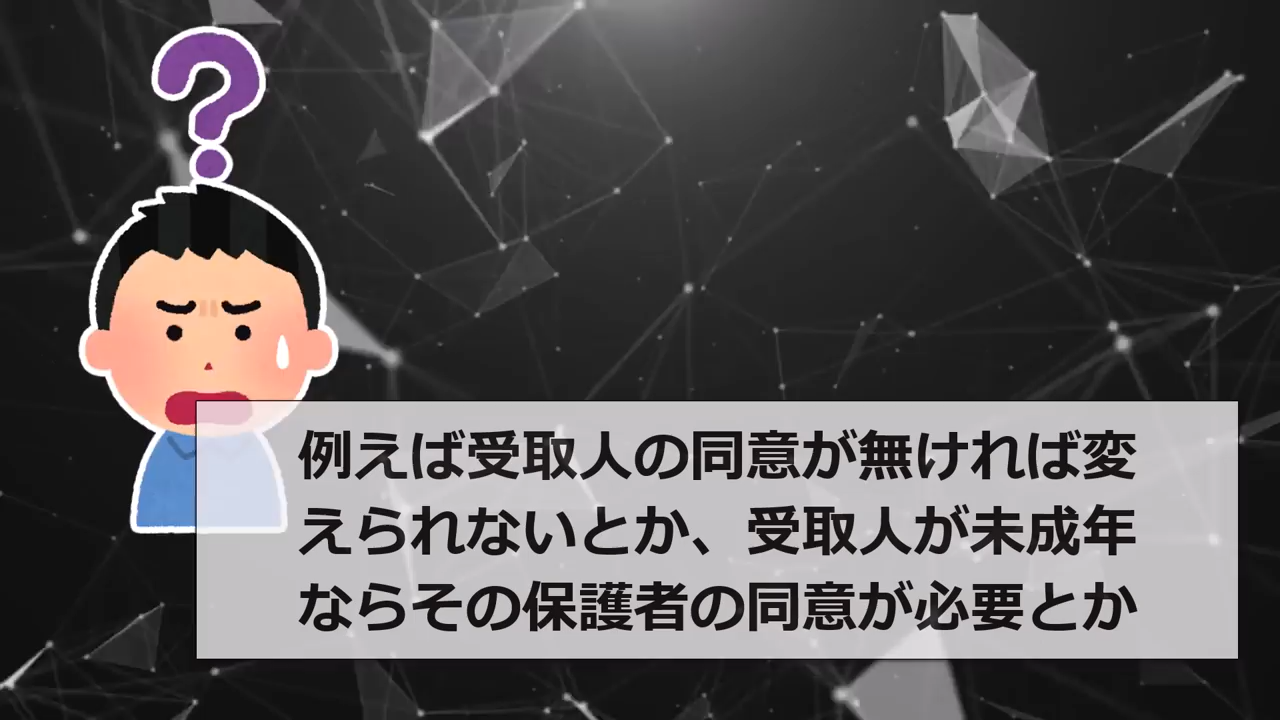 例えば受取人の同意が無ければ変
えられないとか、受取人が未成年
ならその保護者の同意が必要とか